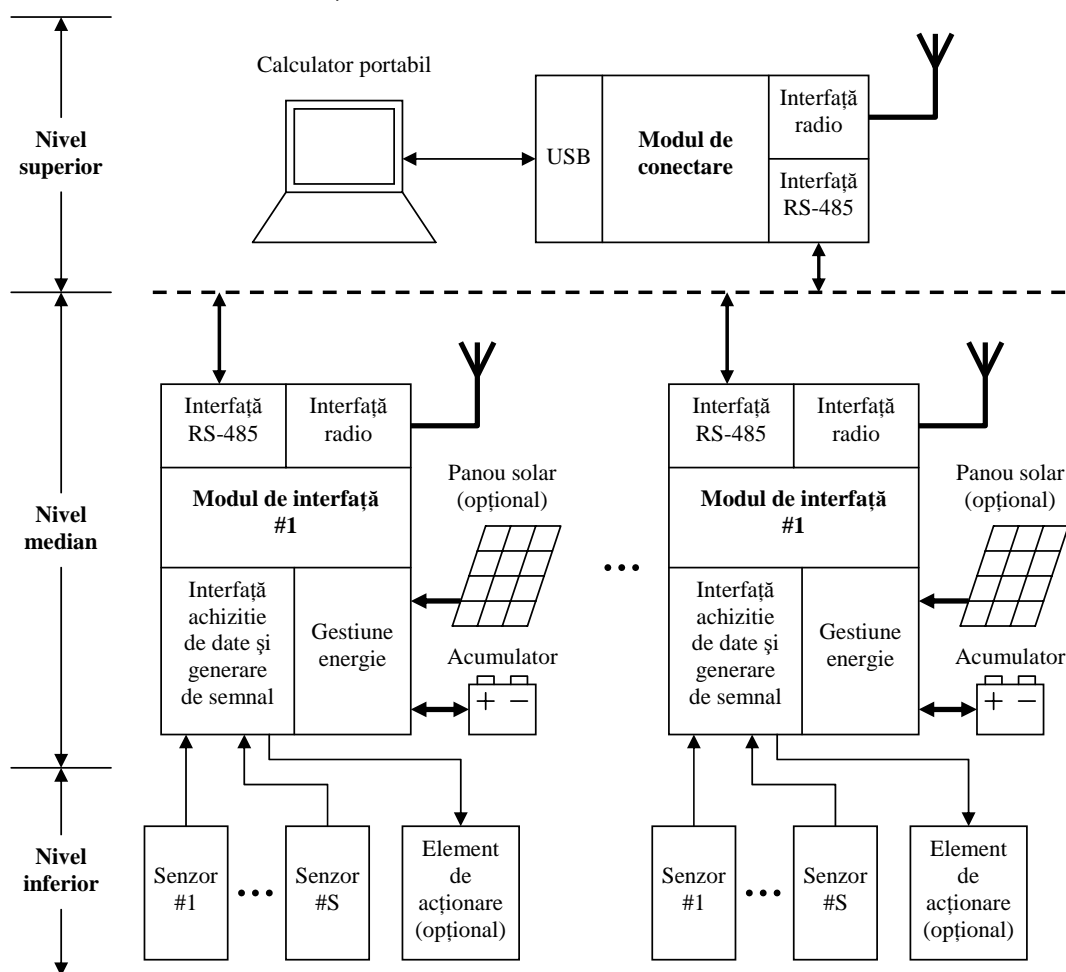 Calculator portabil
Nivel
superior
USB
Modul de
conectare
Interfață
radio
Interfață
RS-485
Interfață
RS-485
Interfață
radio
Modul de interfață
#1
Interfață
achizitie
de date și
generare
de semnal
Gestiune
energie
Panou solar
(opțional)
Acumulator
+ −
...
Interfață
RS-485
Interfață
radio
Modul de interfață
#1
Interfață
achizitie
de date și
generare
de semnal
Gestiune
energie
Panou solar
(opțional)
Acumulator
+ −
Nivel
median
Nivel
inferior
Senzor
#1
...
Senzor
#S
Element
de
acționare
(opțional)
Senzor
#1
...
Senzor
#S
Element
de
acționare
(opțional)